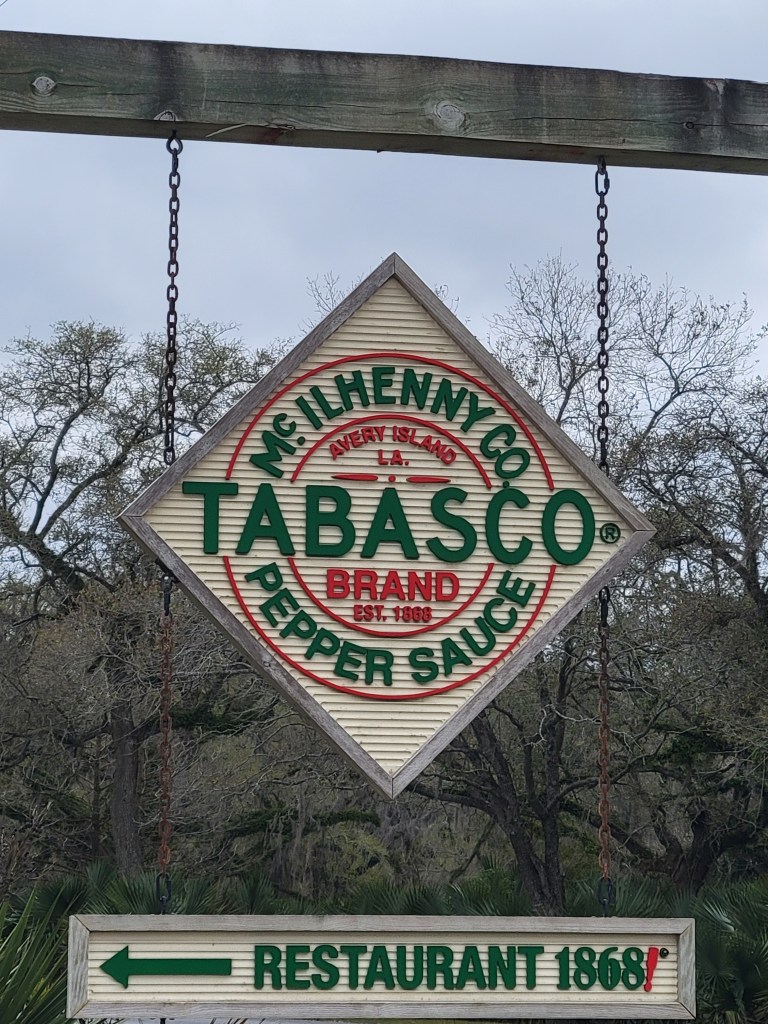 McILHENNY CO.
AVERY ISLAND
LA.
TABASCO®
BRAND
EST. 1868
PEPPER SAUCE
RESTAURANT 1868!